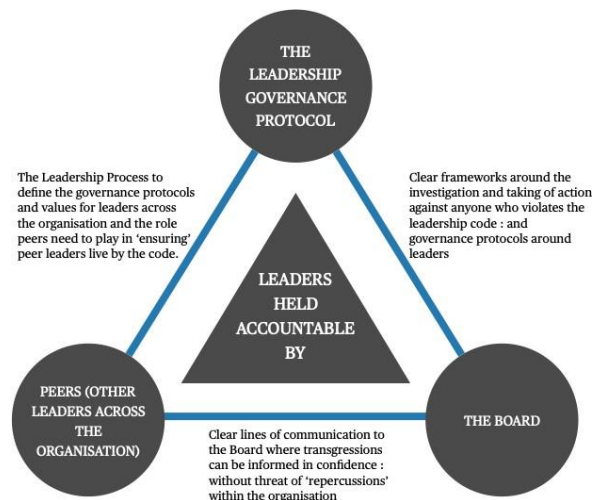 THE
LEADERSHIP
GOVERNANCE
PROTOCOL
The Leadership Process to
define the governance protocols
and values for leaders across
the organisation and the role
peers need to play in ‘ensuring’
peer leaders live by the code.
Clear frameworks around the
investigation and taking of action
against anyone who violates the
leadership code : and
governance protocols around
leaders
LEADERS
HELD
ACCOUNTABLE
BY
PEERS (OTHER
LEADERS ACROSS
THE
ORGANISATION)
THE BOARD
Clear lines of communication to
the Board where transgressions
can be informed in confidence :
without threat of ‘repercussions’
within the organisation